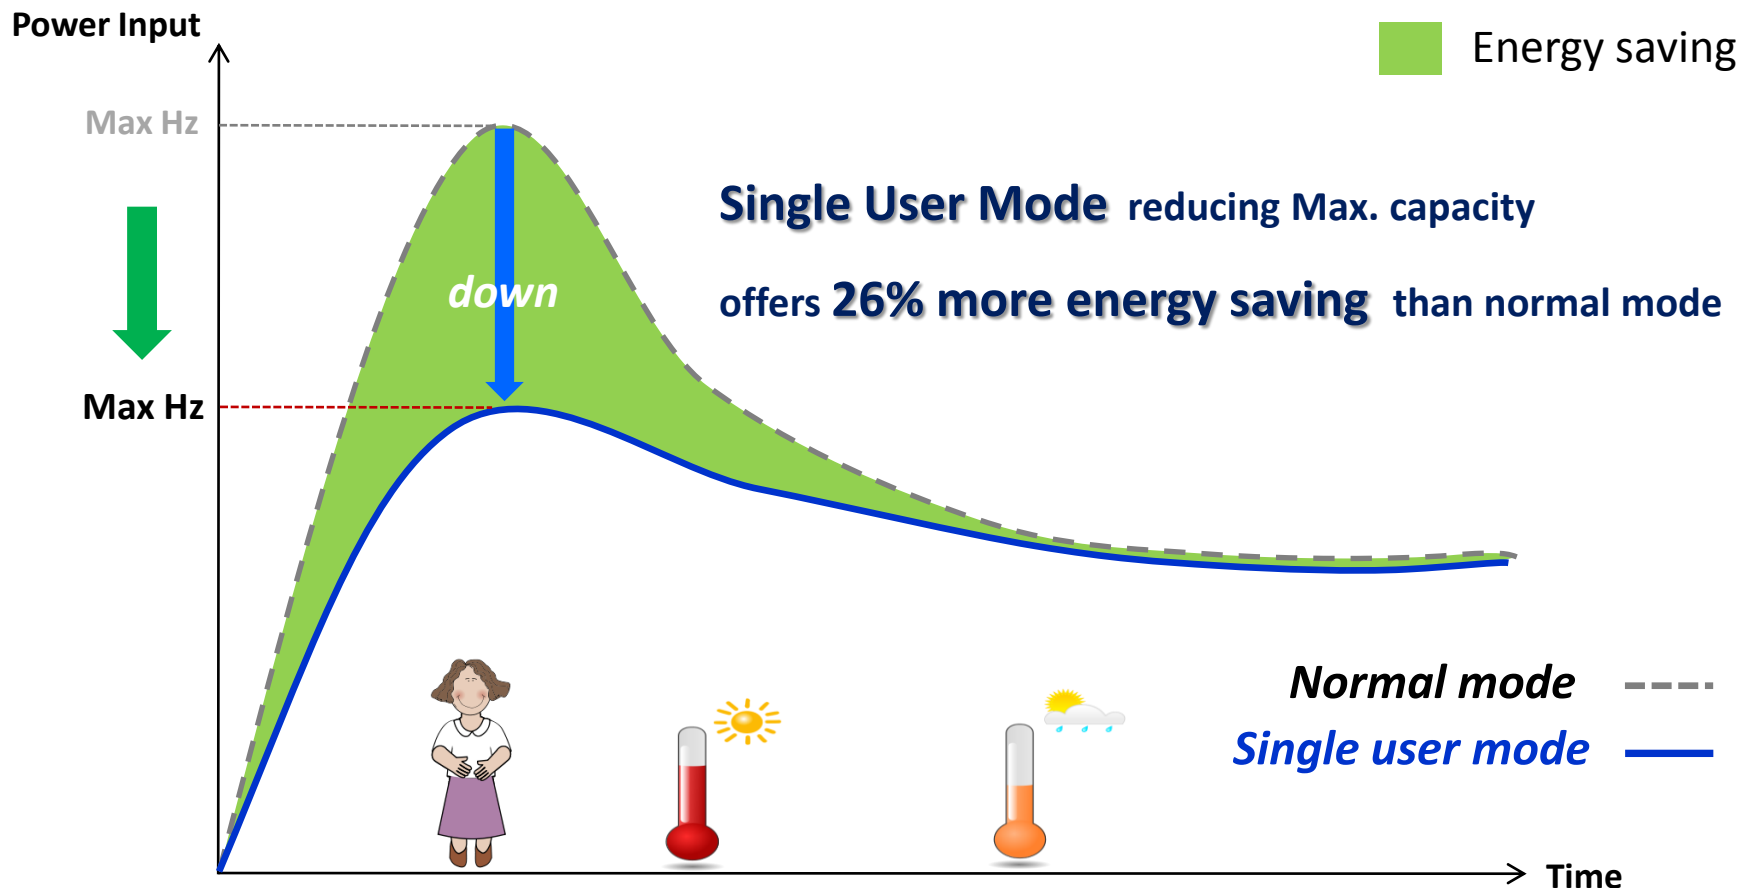 Power Input
Energy saving
Max Hz
Single User Mode reducing Max. capacity
down
offers 26% more energy saving than normal mode
Max Hz
Normal mode
Single user mode
Time